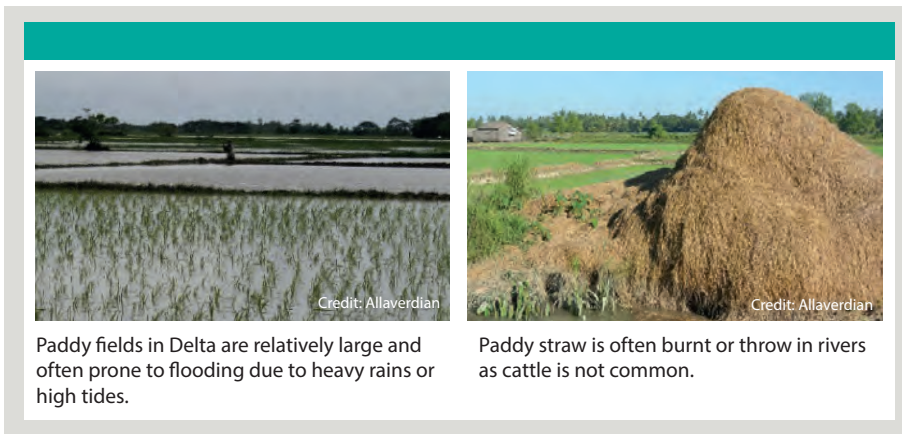 Credit: Allaverdian
Credit: Allaverdian
Paddy fields in Delta are relatively large and
often prone to flooding due to heavy rains or
high tides.
Paddy straw is often burnt or throw in rivers
as cattle is not common.